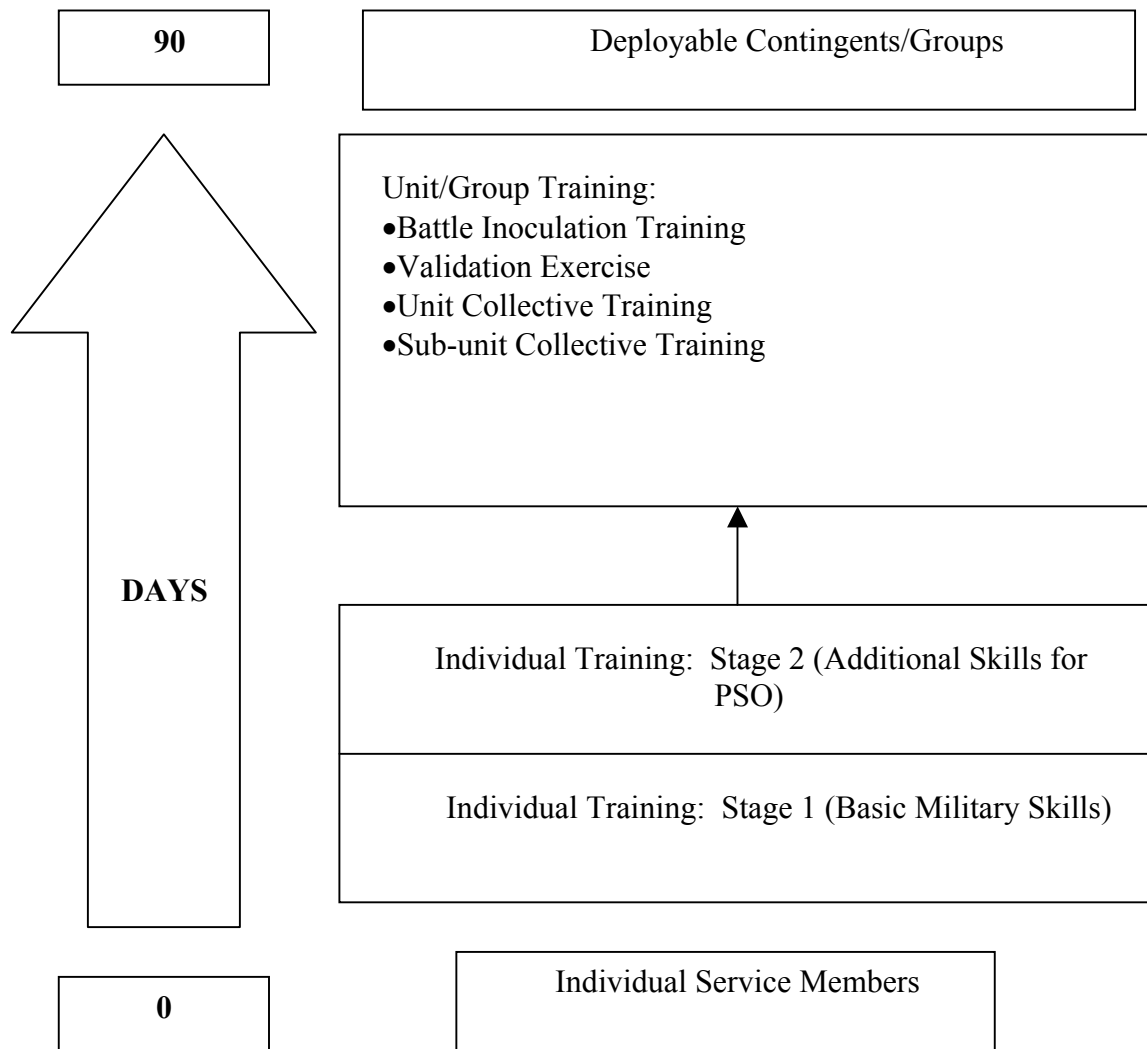 90
Deployable Contingents/Groups
Unit/Group Training:
•Battle Inoculation Training
•Validation Exercise
•Unit Collective Training
•Sub-unit Collective Training
DAYS
Individual Training:  Stage 2 (Additional Skills for
PSO)
Individual Training:  Stage 1 (Basic Military Skills)
Individual Service Members
0